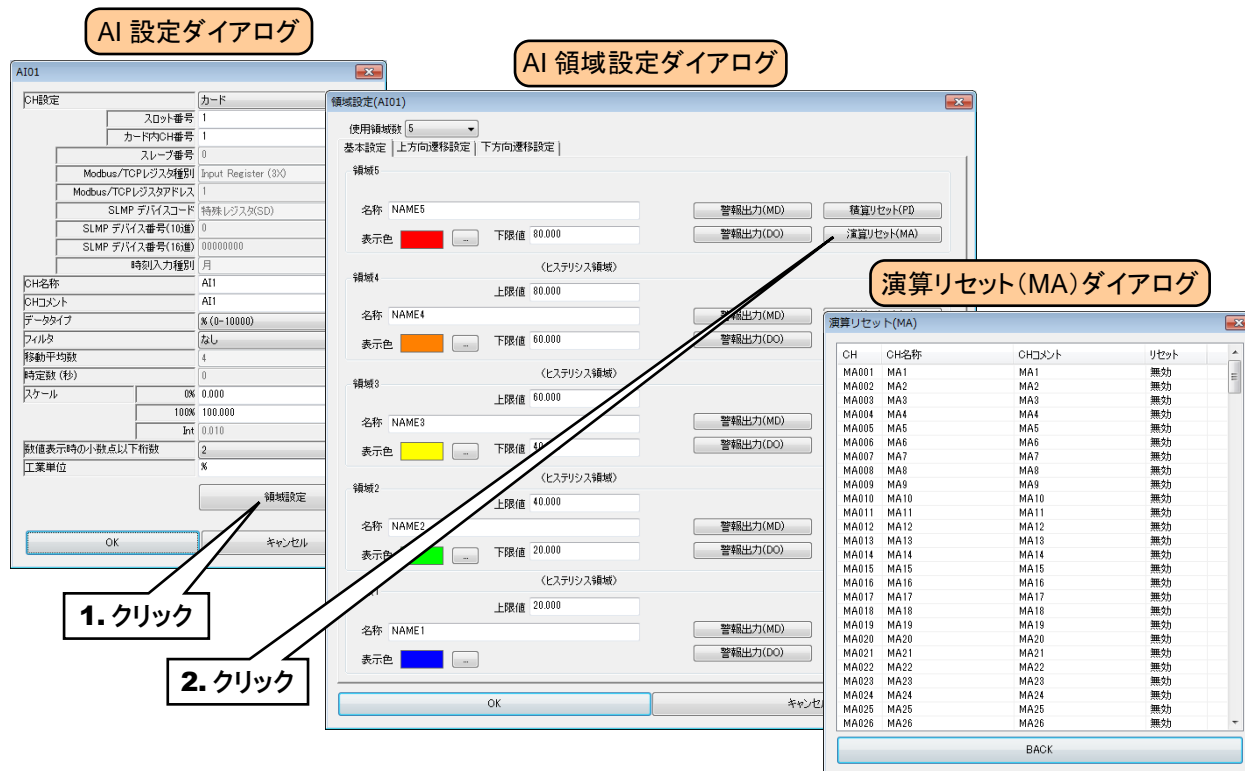 AI 設定ダイアログ
AI01
CH設定 カード
スロット番号 1
カード内CH番号 1
スレーブ番号 0
Modbus/TCPレジスタ種別 Input Register (3X)
Modbus/TCPレジスタアドレス 1
SLMP デバイスコード 特殊レジスタ(SD)
SLMP デバイス番号(10進) 0
SLMP デバイス番号(16進) 00000000
時刻入力種別 月
CH名称 AI1
CHコメント AI1
データタイプ % (0-10000)
フィルタ なし
移動平均数 4
時定数 (秒) 0
スケール 0% 0.000
100% 100.000
Int 0.010
数値表示時の小数点以下桁数 2
工業単位 %
領域設定
OK キャンセル
1. クリック
AI 領域設定ダイアログ
領域設定(AI01)
使用領域数 5
基本設定 上方向遷移設定 下方向遷移設定
領域5
名称 NAME5 警報出力(MD) 積算リセット(PI)
表示色 ... 下限値 80.000 警報出力(DO) 演算リセット(MA)
(ヒステリシス領域)
領域4
上限値 80.000
名称 NAME4 警報出力(MD)
表示色 ... 下限値 60.000 警報出力(DO)
(ヒステリシス領域)
領域3
上限値 60.000
名称 NAME3 警報出力(MD)
表示色 ... 下限値 警報出力(DO)
(ヒステリシス領域)
領域2
上限値 40.000
名称 NAME2 警報出力(MD)
表示色 ... 下限値 20.000 警報出力(DO)
(ヒステリシス領域)
上限値 20.000
名称 NAME1 警報出力(MD)
表示色 ... 警報出力(DO)
OK
2. クリック
演算リセット(MA)ダイアログ
演算リセット(MA)
CH CH名称 CHコメント リセット
MA001 MA1 MA1 無効
MA002 MA2 MA2 無効
MA003 MA3 MA3 無効
MA004 MA4 MA4 無効
MA005 MA5 MA5 無効
MA006 MA6 MA6 無効
MA007 MA7 MA7 無効
MA008 MA8 MA8 無効
MA009 MA9 MA9 無効
MA010 MA10 MA10 無効
MA011 MA11 MA11 無効
MA012 MA12 MA12 無効
MA013 MA13 MA13 無効
MA014 MA14 MA14 無効
MA015 MA15 MA15 無効
MA016 MA16 MA16 無効
MA017 MA17 MA17 無効
MA018 MA18 MA18 無効
MA019 MA19 MA19 無効
MA020 MA20 MA20 無効
MA021 MA21 MA21 無効
MA022 MA22 MA22 無効
MA023 MA23 MA23 無効
MA024 MA24 MA24 無効
MA025 MA25 MA25 無効
MA026 MA26 MA26 無効
BACK